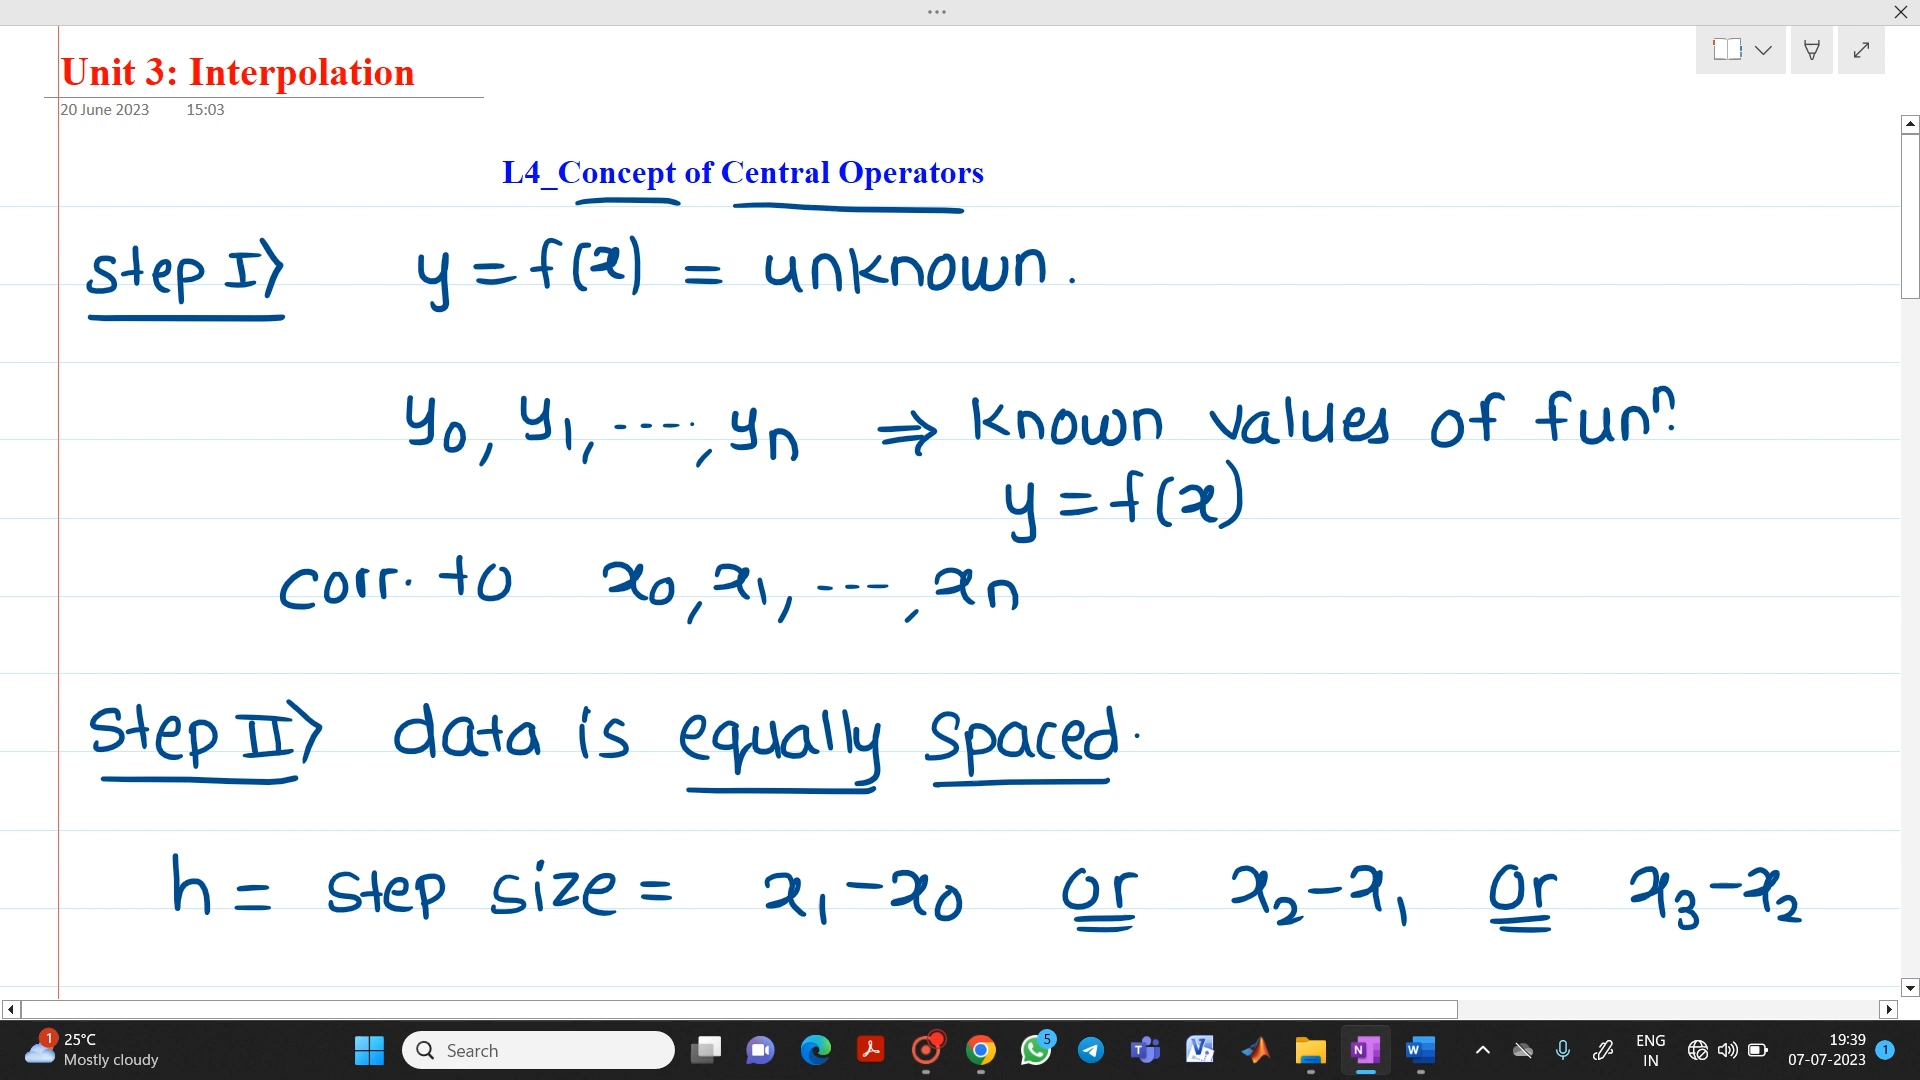 Unit 3: Interpolation
20 June 2023 15:03
L4_Concept of Central Operators
step I> y = f(x) = unknown.
y0, y1, ----, yn ⇒ known values of funⁿ.
y = f(x)
corr. to x0, x1, ---, xn
step II> data is equally spaced.
h = step size = x1 - x0 or x2 - x1 or x3 - x2
1 25°C
Mostly cloudy
Search
5
ENG
IN
19:39
07-07-2023
1